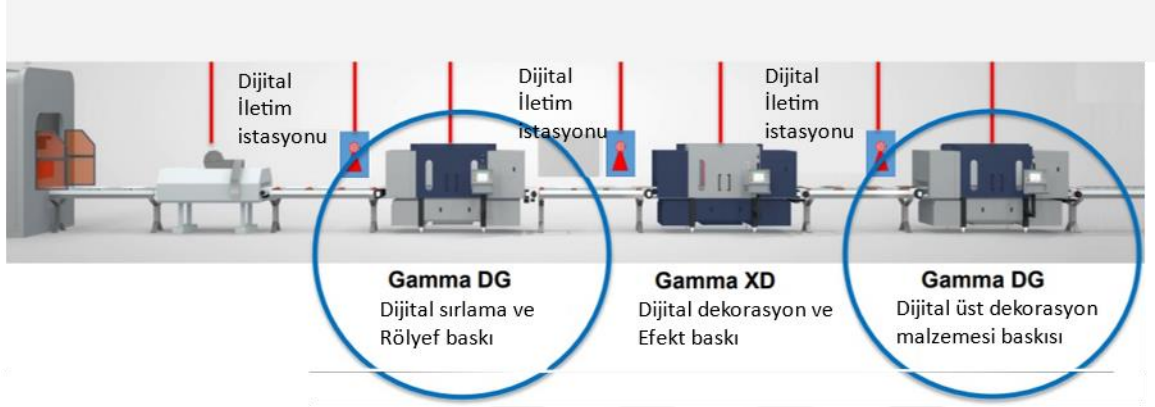 Dijital
İletim
istasyonu
Dijital
İletim
istasyonu
Dijital
İletim
istasyonu
Gamma DG
Dijital sırlama ve
Rölyef baskı
Gamma XD
Dijital dekorasyon ve
Efekt baskı
Gamma DG
Dijital üst dekorasyon
malzemesi baskısı